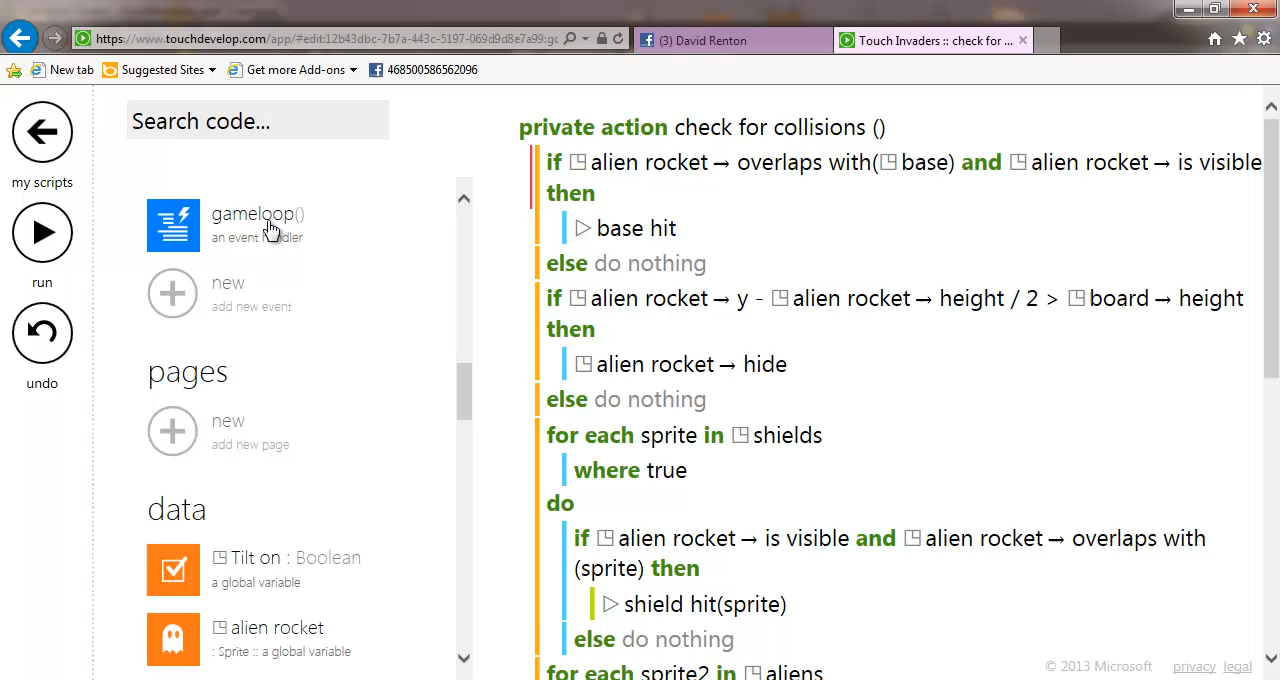 https://www.touchdevelop.com/app/#edit:12b43dbc-7b7a-443c-5197-069d9d8e7a99:gc
(3) David Renton
Touch Invaders :: check for ...
New tab
Suggested Sites
Get more Add-ons
468500586562096
my scripts
run
undo
Search code...
gameloop()
an event handler
new
add new event
pages
new
add new page
data
Tilt on : Boolean
a global variable
alien rocket
: Sprite :: a global variable
private action check for collisions ()
if alien rocket → overlaps with(base) and alien rocket → is visible
then
base hit
else do nothing
if alien rocket → y - alien rocket → height / 2 > board → height
then
alien rocket → hide
else do nothing
for each sprite in shields
where true
do
if alien rocket → is visible and alien rocket → overlaps with
(sprite) then
shield hit(sprite)
else do nothing
for each sprite2 in aliens
© 2013 Microsoft privacy legal